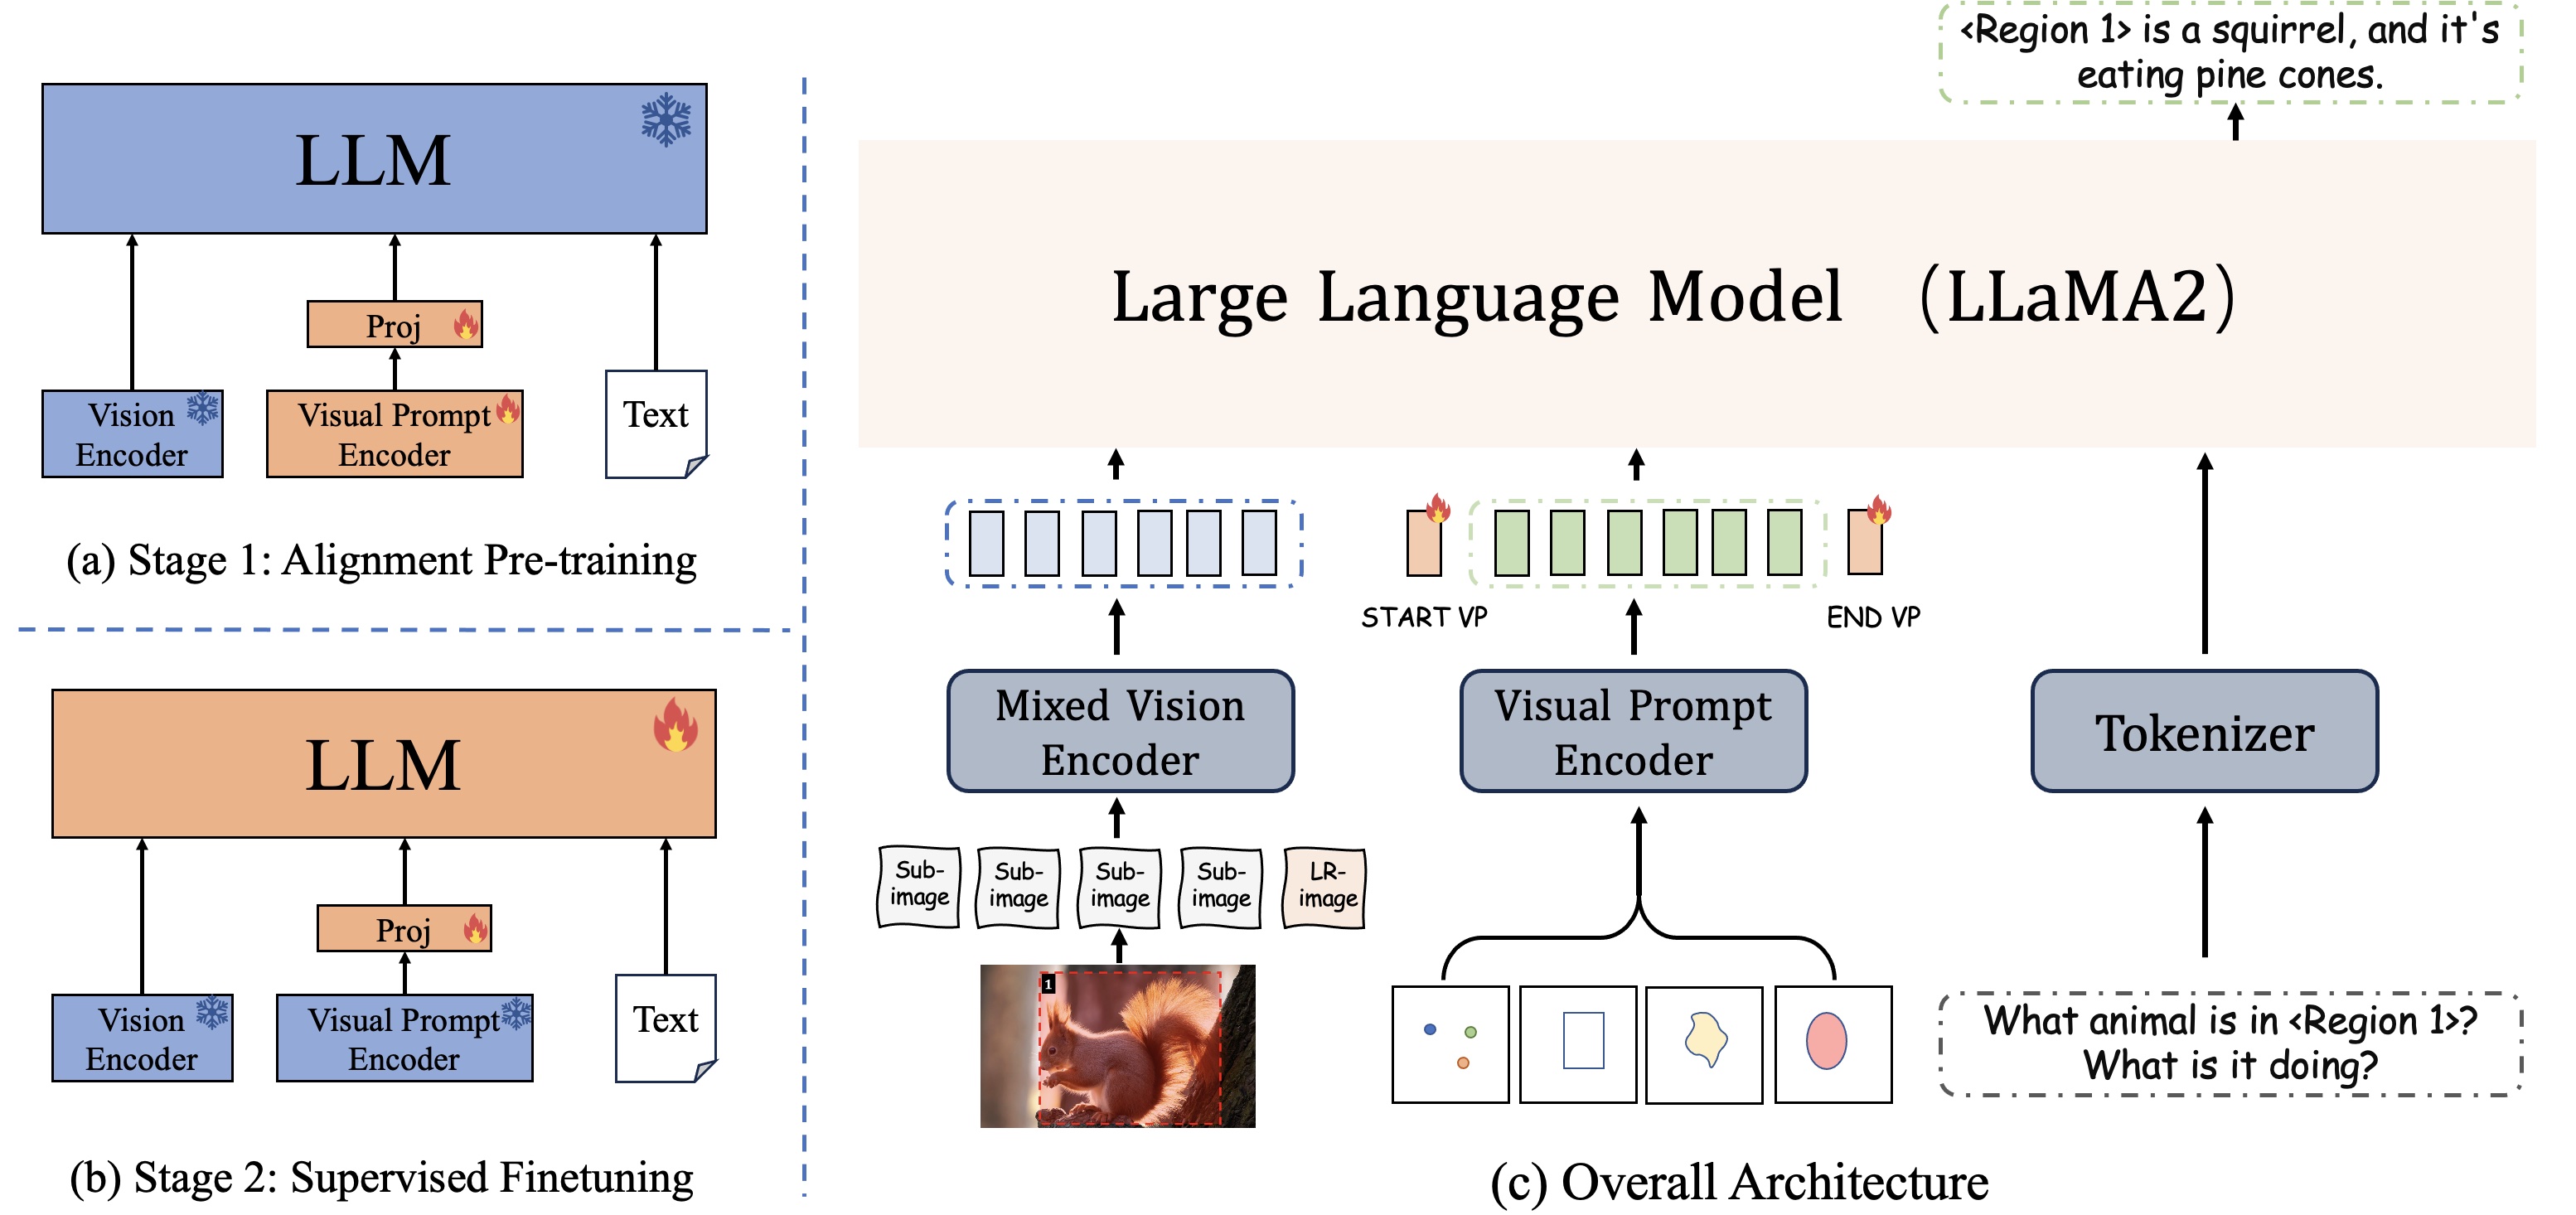 LLM
Proj
Vision
Encoder
Visual Prompt
Encoder
Text
(a) Stage 1: Alignment Pre-training
LLM
Proj
Vision
Encoder
Visual Prompt
Encoder
Text
(b) Stage 2: Supervised Finetuning
<Region 1> is a squirrel, and it's
eating pine cones.
Large Language Model (LLaMA2)
START VP
END VP
Mixed Vision
Encoder
Visual Prompt
Encoder
Tokenizer
Sub-
image
Sub-
image
Sub-
image
Sub-
image
LR-
image
1
What animal is in <Region 1>?
What is it doing?
(c) Overall Architecture